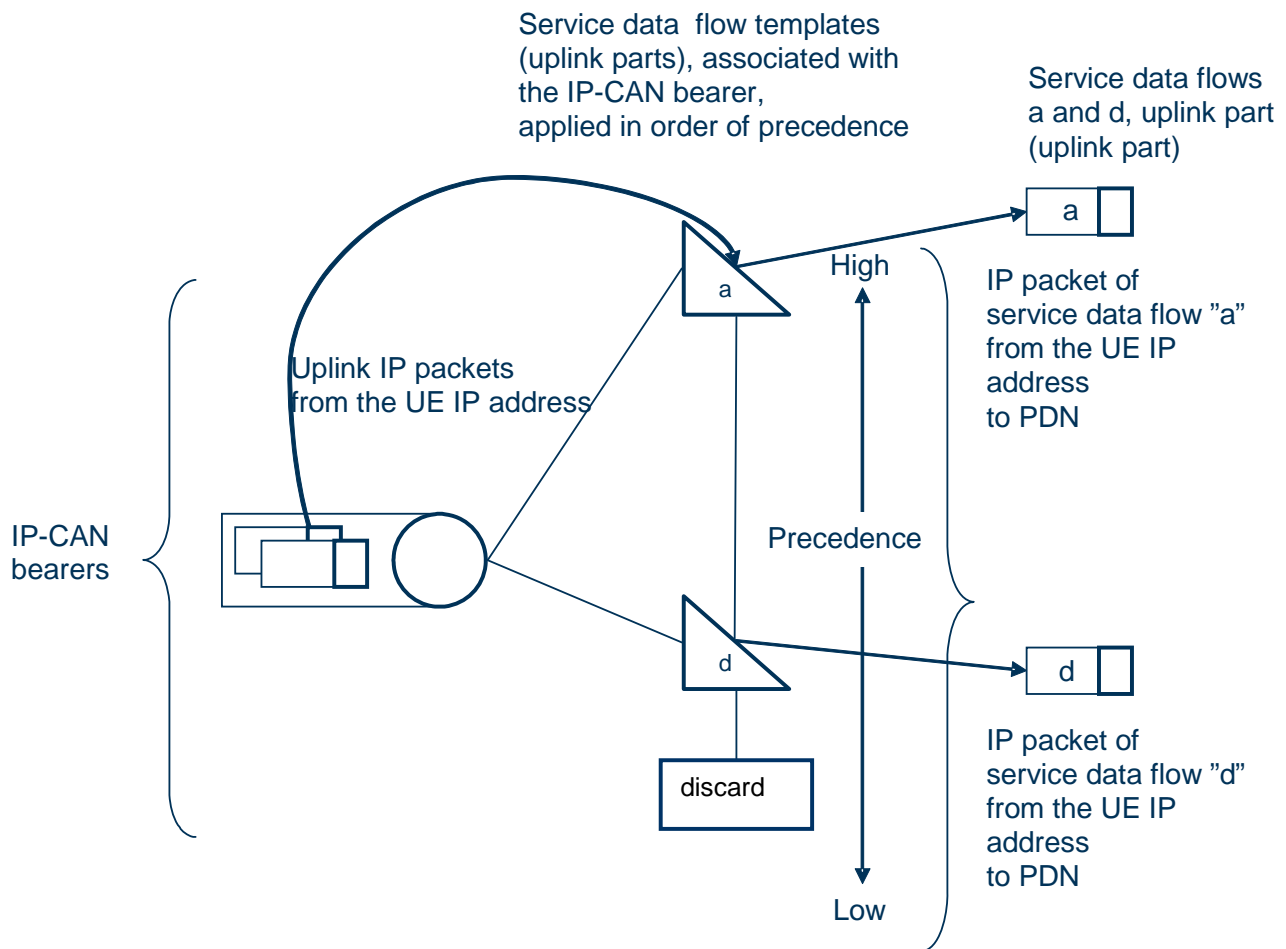 Service data  flow templates
(uplink parts), associated with
the IP-CAN bearer,
applied in order of precedence
Service data flows
a and d, uplink part
(uplink part)
a
a
High
IP packet of
service data flow ”a”
from the UE IP
address
to PDN
Uplink IP packets
from the UE IP address
IP-CAN
bearers
Precedence
d
d
discard
IP packet of
service data flow ”d”
from the UE IP
address
to PDN
Low